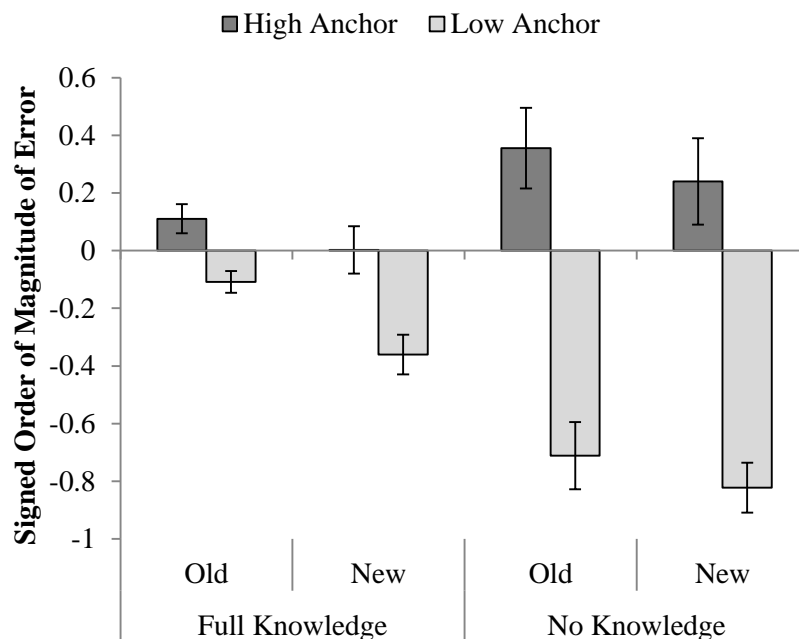 High Anchor Low Anchor
Signed Order of Magnitude of Error
0.6
0.4
0.2
0
-0.2
-0.4
-0.6
-0.8
-1
Old New Old New
Full Knowledge No Knowledge